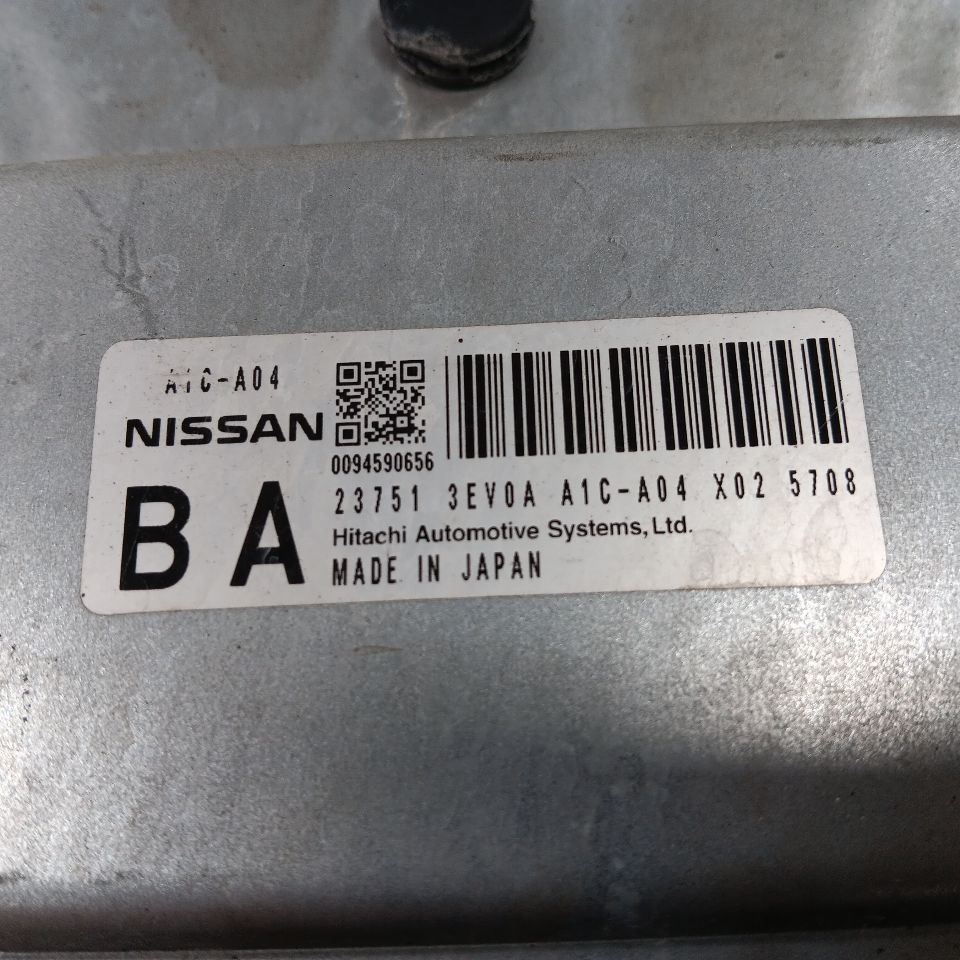 A1C-A04
NISSAN
0094590656
BA
23751 3EV0A A1C-A04 X02 5708
Hitachi Automotive Systems, Ltd.
MADE IN JAPAN